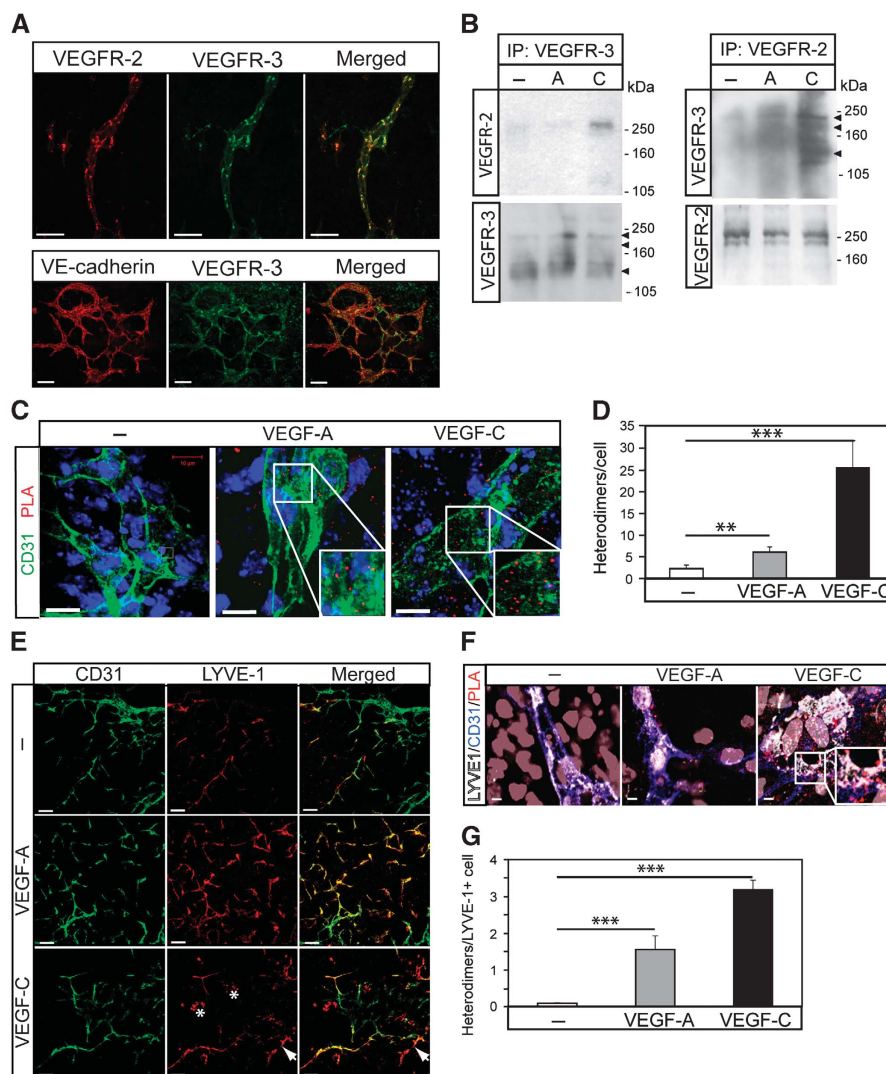 A
VEGFR-2 VEGFR-3 Merged
VE-cadherin VEGFR-3 Merged
B
IP: VEGFR-3
– A C kDa
VEGFR-2
- 250
- 160
- 105
VEGFR-3
- 250
- 160
- 105
IP: VEGFR-2
– A C kDa
VEGFR-3
- 250
- 160
- 105
VEGFR-2
250
160
C
– VEGF-A VEGF-C
CD31 PLA
10 µm
D
Heterodimers/cell
35
30
25
20
15
10
5
0
***
**
– VEGF-A VEGF-C
E
CD31 LYVE-1 Merged
–
VEGF-A
VEGF-C
*
*
F
– VEGF-A VEGF-C
LYVE1/CD31/PLA
G
Heterodimers/LYVE-1+ cell
4
3
2
1
0
***
***
– VEGF-A VEGF-C